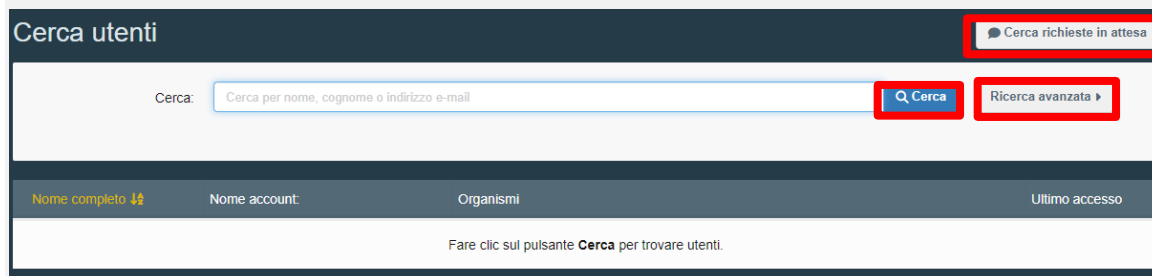 Cerca utenti
Cerca richieste in attesa
Cerca:
Cerca per nome, cognome o indirizzo e-mail
Cerca
Ricerca avanzata
Nome completo
Nome account:
Organismi
Ultimo accesso
Fare clic sul pulsante Cerca per trovare utenti.